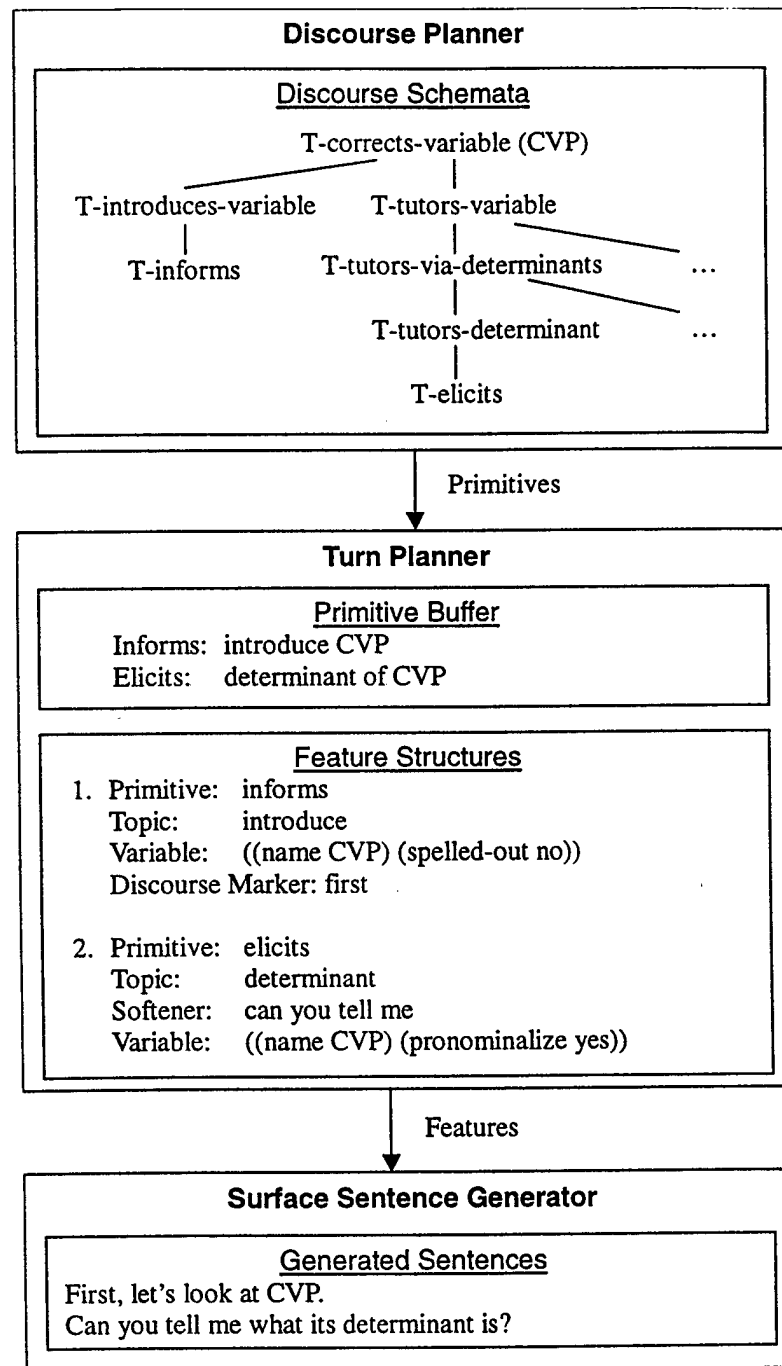 Discourse Planner
Discourse Schemata
T-corrects-variable (CVP)
T-introduces-variable T-tutors-variable
T-informs T-tutors-via-determinants ...
T-tutors-determinant ...
T-elicits
Primitives
Turn Planner
Primitive Buffer
Informs: introduce CVP
Elicits: determinant of CVP
Feature Structures
1. Primitive: informs
Topic: introduce
Variable: ((name CVP) (spelled-out no))
Discourse Marker: first
2. Primitive: elicits
Topic: determinant
Softener: can you tell me
Variable: ((name CVP) (pronominalize yes))
Features
Surface Sentence Generator
Generated Sentences
First, let's look at CVP.
Can you tell me what its determinant is?